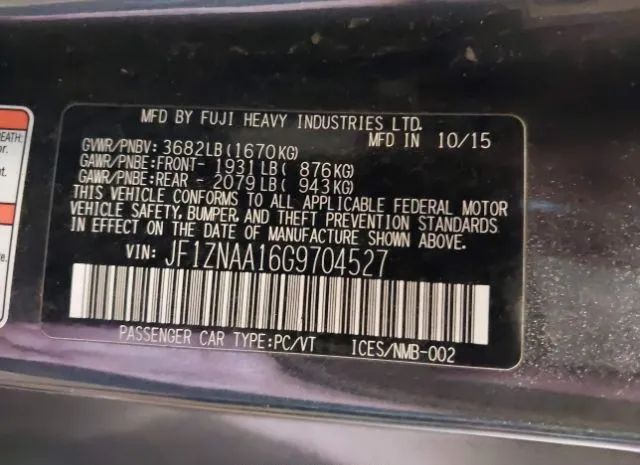 MFD BY FUJI HEAVY INDUSTRIES LTD.
GVWR/PNBV: 3682LB(1670KG) MFD IN 10/15
GAWR/PNBE:FRONT- 1931LB( 876KG)
GAWR/PNBE:REAR - 2079LB( 943KG)
THIS VEHICLE CONFORMS TO ALL APPLICABLE FEDERAL MOTOR
VEHICLE SAFETY, BUMPER, AND THEFT PREVENTION STANDARDS
IN EFFECT ON THE DATE OF MANUFACTURE SHOWN ABOVE.
VIN: JF1ZNAA16G9704527
PASSENGER CAR TYPE:PC/VT ICES/NMB-002
EATH:
or.